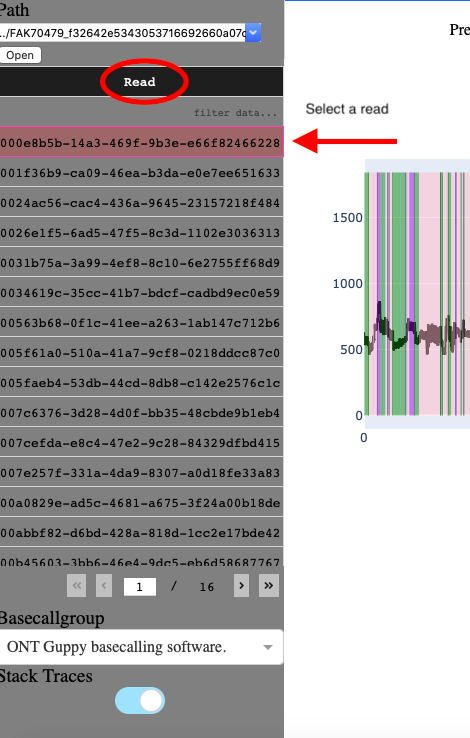 Path
../FAK70479_f32642e5343053716692660a07c
Open
Read
filter data...
000e8b5b-14a3-469f-9b3e-e66f82466228
001f36b9-ca09-46ea-b3da-e0e7ee651633
0024ac56-cac4-436a-9645-23157218f484
0026e1f5-6ad5-47f5-8c3d-1102e3036313
0031b75a-3a99-4ef8-8c10-6e2755ff68d9
0034619c-35cc-41b7-bdcf-cadbd9ec0e59
00563b68-0f1c-41ee-a263-1ab147c712b6
005f61a0-510a-41a7-9cf8-0218ddcc87c0
005faeb4-53db-44cd-8db8-c142e2576c1c
007c6376-3d28-4d0f-bb35-48cbde9b1eb4
007cefda-e8c4-47e2-9c28-84329dfbd415
007e257f-331a-4da9-8307-a0d18fe33a83
00a0829e-ad5c-4681-a675-3f24a00b18de
00abbf82-d6bd-428a-818d-1cc2e17bde42
00b45603-3bb6-46e4-9dc5-eb6d58687767
1 / 16
Basecallgroup
ONT Guppy basecalling software.
Stack Traces
Pre
Select a read
1500
1000
500
0
0